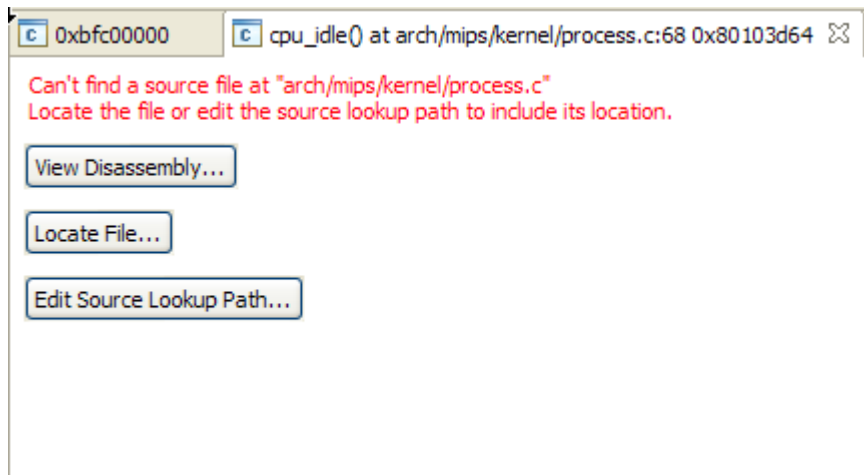 0xbfc00000
cpu_idle() at arch/mips/kernel/process.c:68 0x80103d64
Can't find a source file at "arch/mips/kernel/process.c"
Locate the file or edit the source lookup path to include its location.
View Disassembly...
Locate File...
Edit Source Lookup Path...